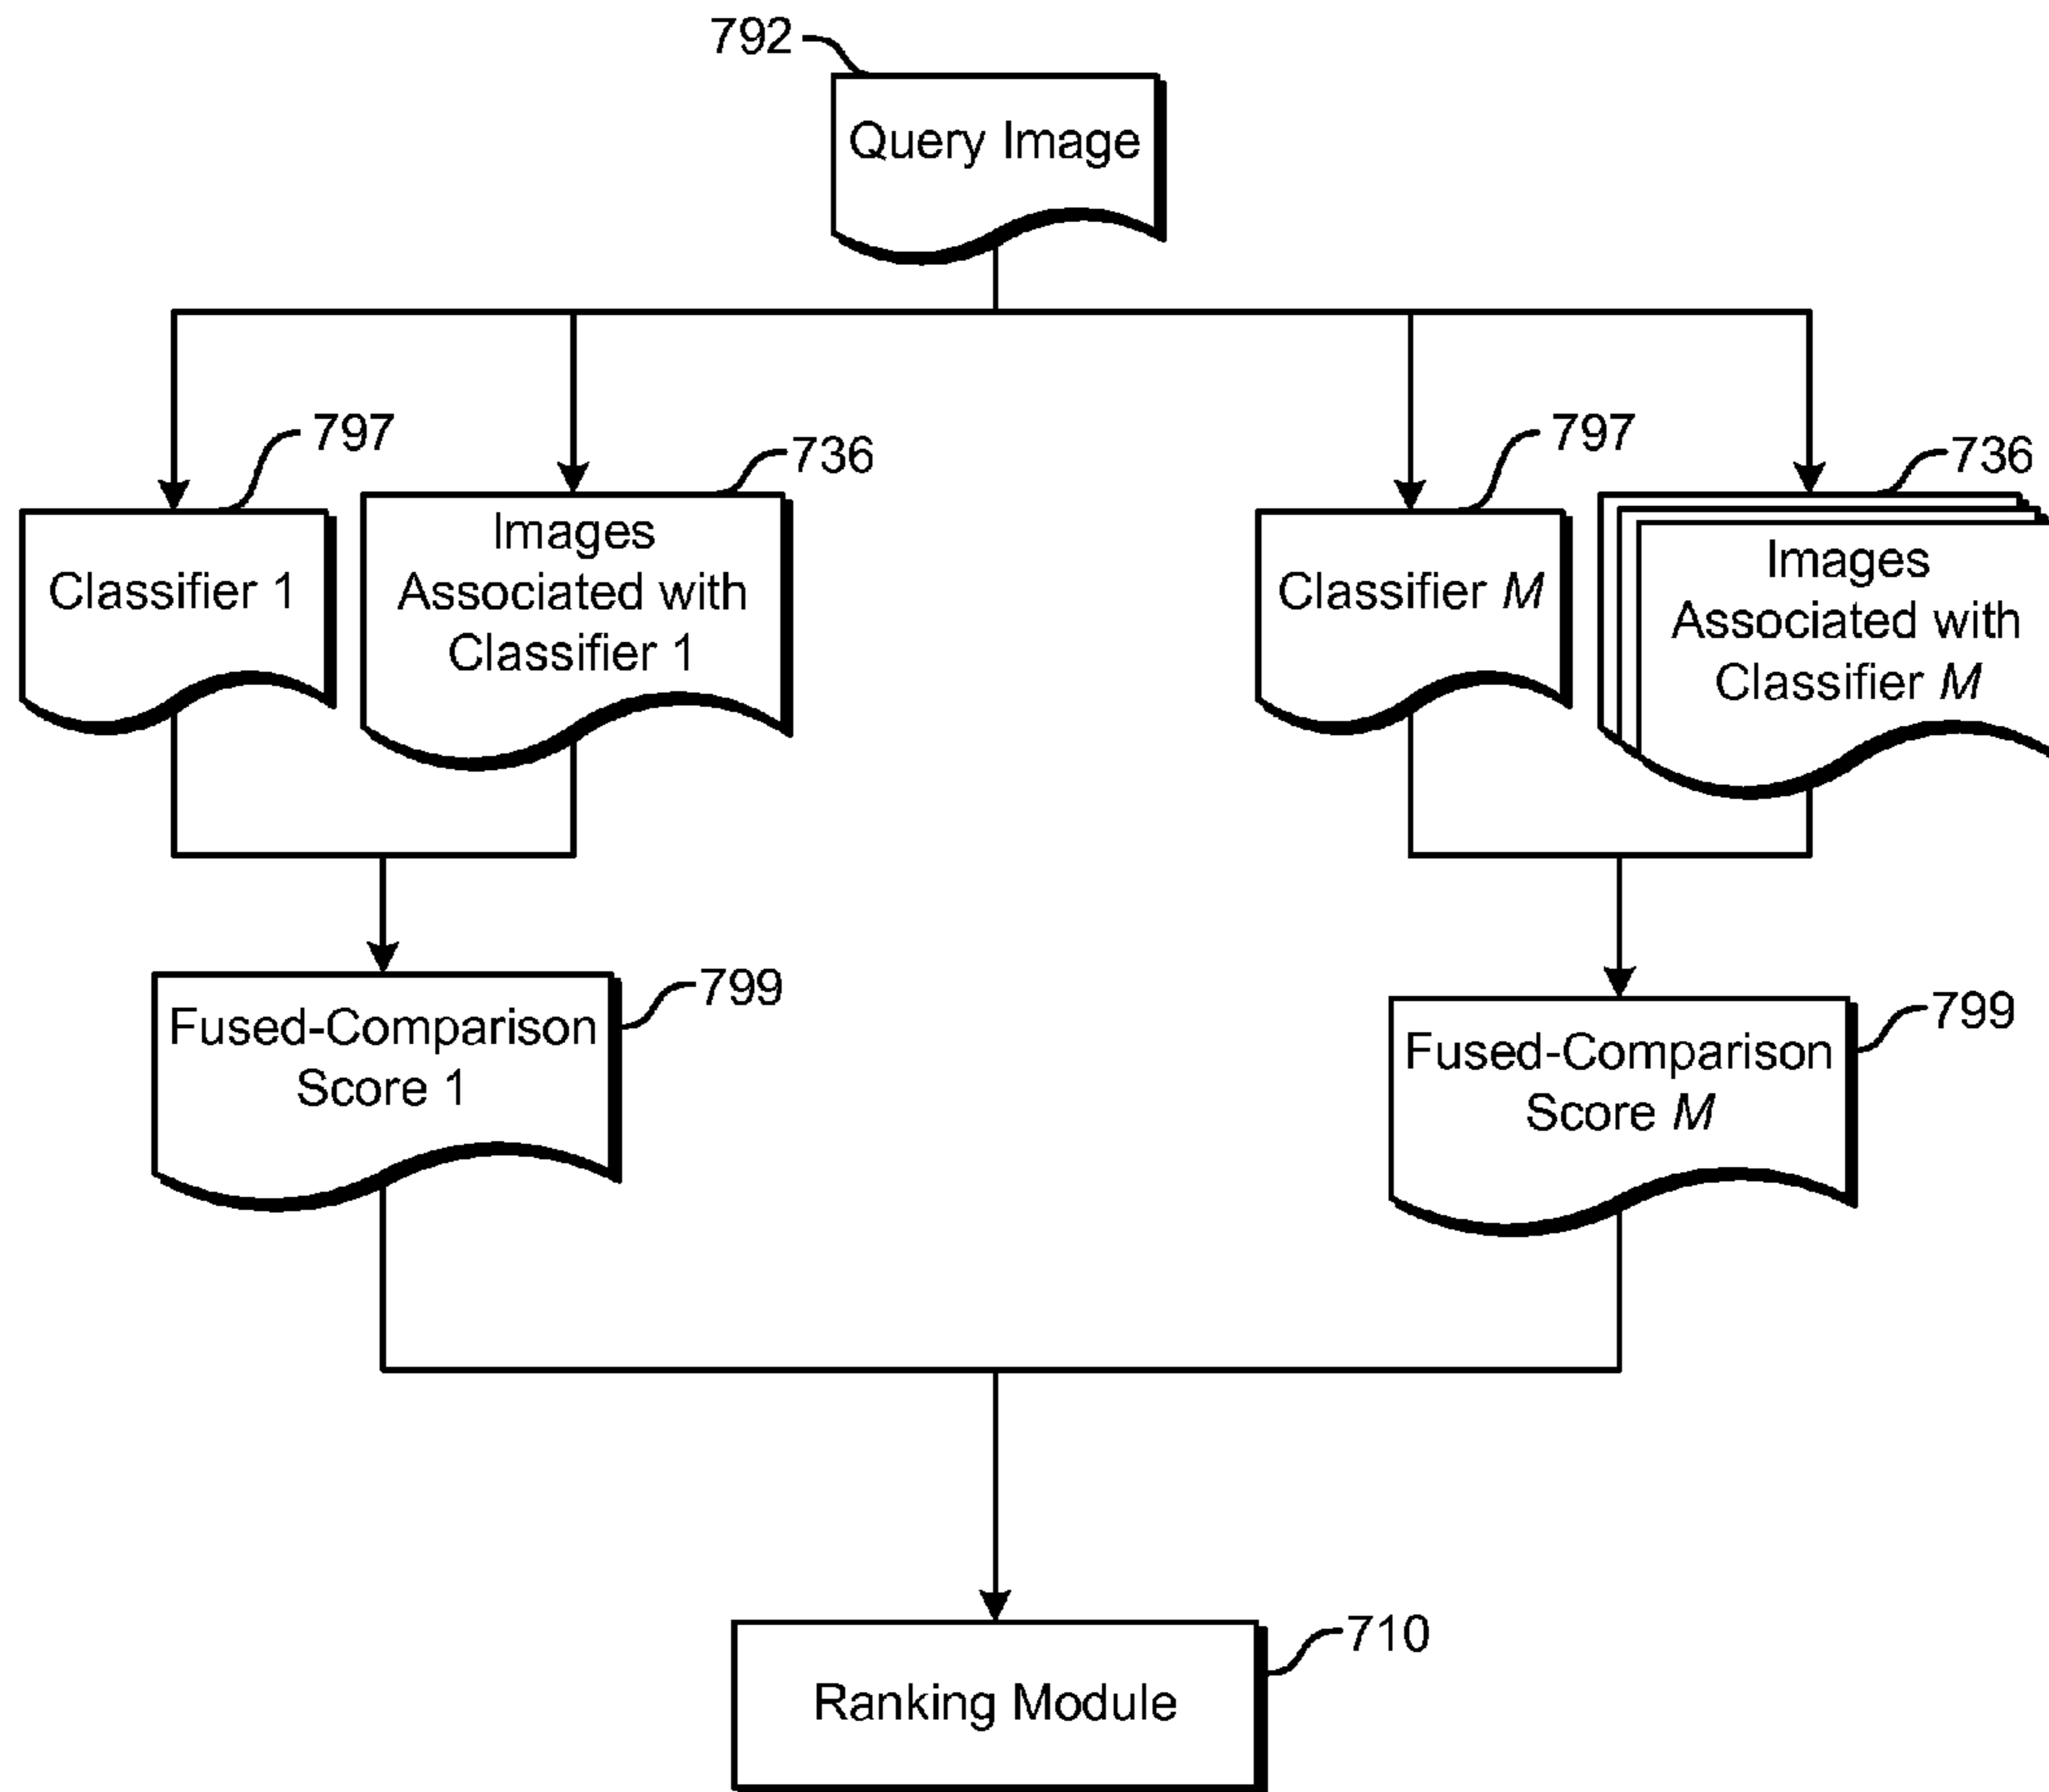 792
Query Image
797
736
797
736
Classifier 1
Images
Associated with
Classifier 1
Classifier M
Images
Associated with
Classifier M
799
Fused-Comparison
Score 1
799
Fused-Comparison
Score M
710
Ranking Module